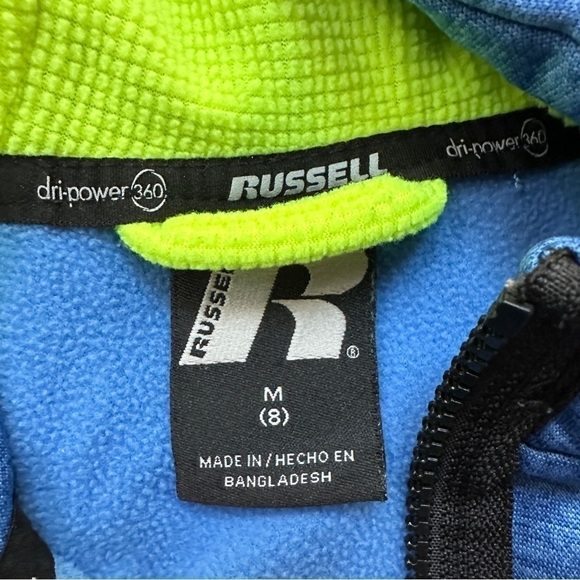 dri-power 360 RUSSELL dri-power 360
RUSSELL
R ®
M
(8)
MADE IN/HECHO EN
BANGLADESH